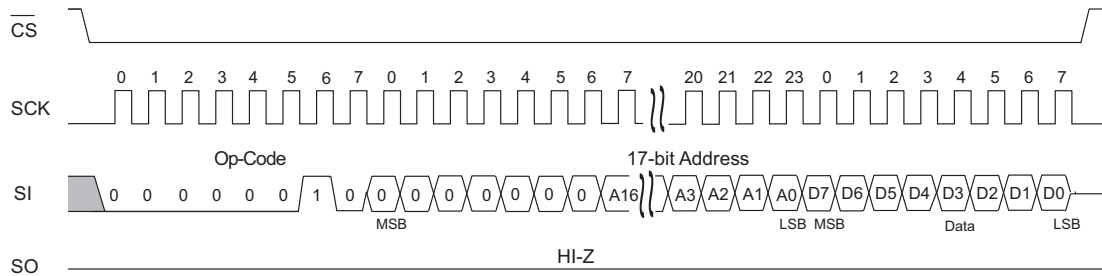 CS
0 1 2 3 4 5 6 7 0 1 2 3 4 5 6 7 20 21 22 23 0 1 2 3 4 5 6 7
SCK
Op-Code 17-bit Address
SI 0 0 0 0 0 0 1 0 0 0 0 0 0 0 0 A16 A3 A2 A1 A0 D7 D6 D5 D4 D3 D2 D1 D0
MSB LSB MSB Data LSB
HI-Z
SO